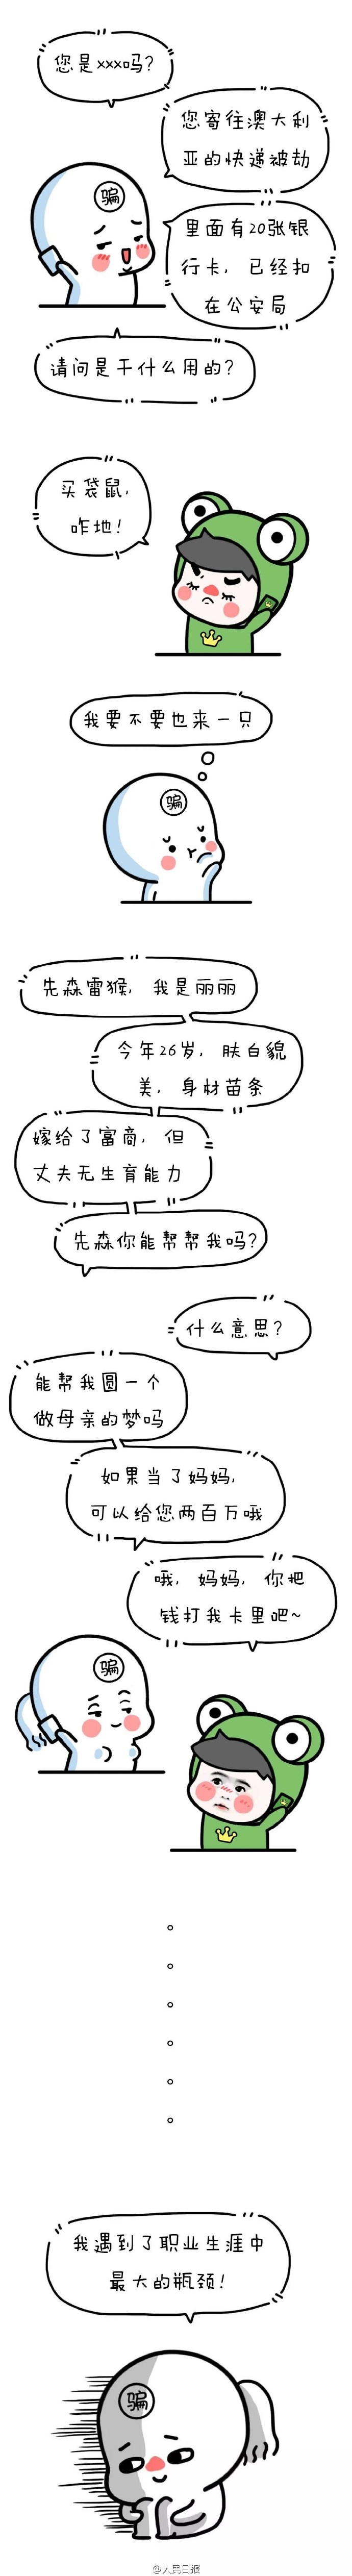 您是xxx吗?
您寄往澳大利
亚的快递被劫
骗
里面有20张银
行卡,已经扣
在公安局
请问是干什么用的?
买袋鼠,
咋地!
我要不要也来一只
骗
先森雷猴,我是丽丽
今年26岁,肤白貌
美,身材苗条
嫁给了富商,但
丈夫无生育能力
先森你能帮帮我吗?
什么意思?
能帮我圆一个
做母亲的梦吗
如果当了妈妈,
可以给您两百万哦
哦,妈妈,你把
钱打我卡里吧~
骗
。
。
。
。
。
。
我遇到了职业生涯中
最大的瓶颈!
骗
@人民日报